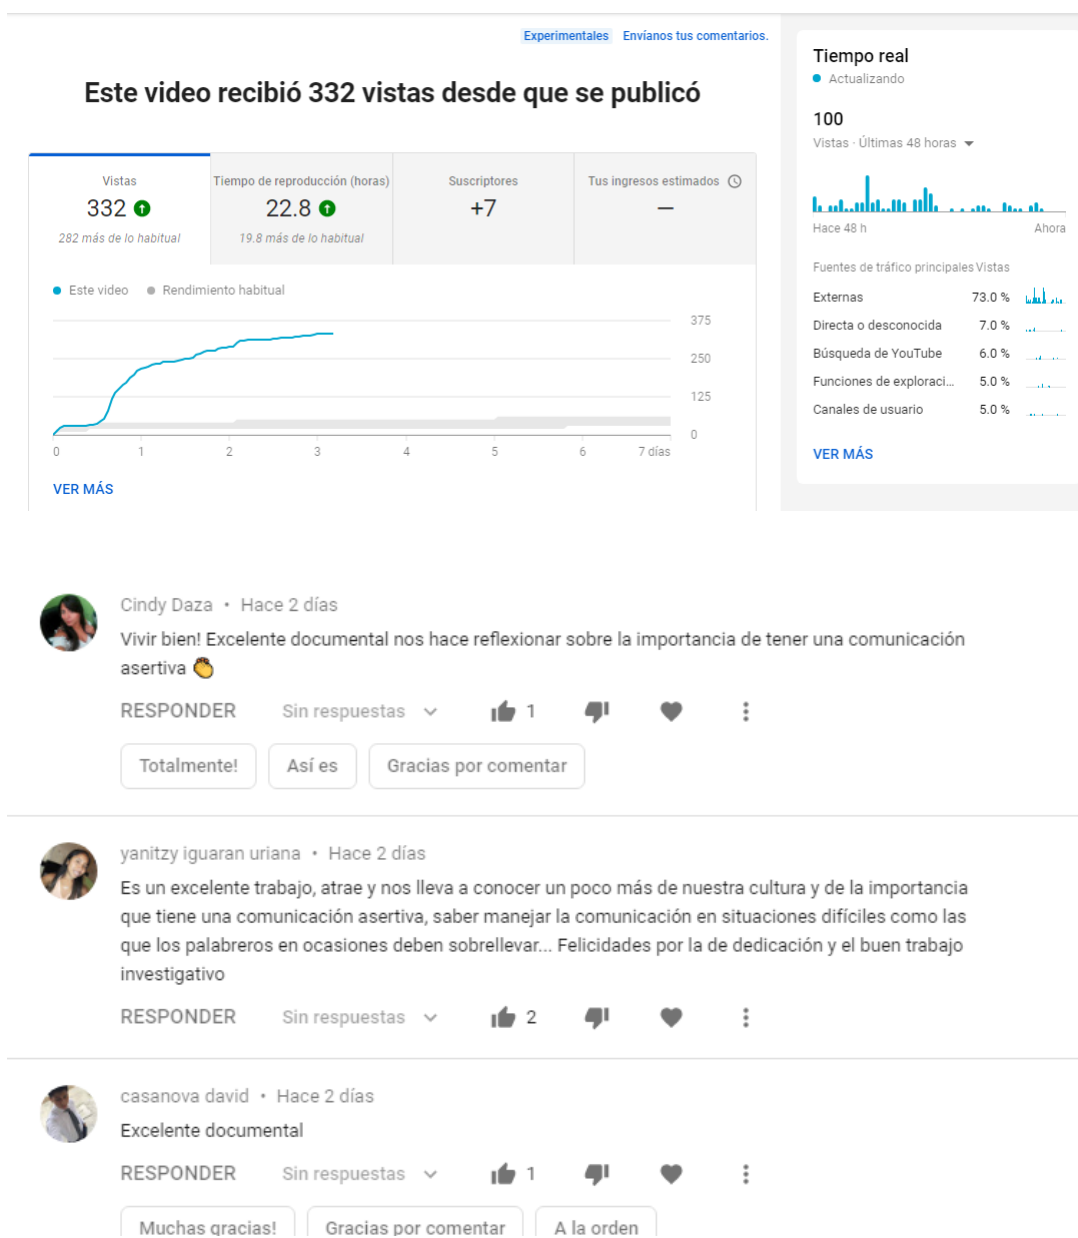 Experimentales Envíanos tus comentarios.
Este video recibió 332 vistas desde que se publicó
Vistas
332
282 más de lo habitual
Tiempo de reproducción (horas)
22.8
19.8 más de lo habitual
Suscriptores
+7
Tus ingresos estimados
—
Este video Rendimiento habitual
375
250
125
0
0 1 2 3 4 5 6 7 días
VER MÁS
Tiempo real
Actualizando
100
Vistas · Últimas 48 horas
Hace 48 h Ahora
Fuentes de tráfico principales Vistas
Externas 73.0 %
Directa o desconocida 7.0 %
Búsqueda de YouTube 6.0 %
Funciones de exploraci... 5.0 %
Canales de usuario 5.0 %
VER MÁS
Cindy Daza • Hace 2 días
Vivir bien! Excelente documental nos hace reflexionar sobre la importancia de tener una comunicación
asertiva 👏
RESPONDER Sin respuestas 1
Totalmente! Así es Gracias por comentar
yanitzy iguaran uriana • Hace 2 días
Es un excelente trabajo, atrae y nos lleva a conocer un poco más de nuestra cultura y de la importancia
que tiene una comunicación asertiva, saber manejar la comunicación en situaciones difíciles como las
que los palabreros en ocasiones deben sobrellevar... Felicidades por la de dedicación y el buen trabajo
investigativo
RESPONDER Sin respuestas 2
casanova david • Hace 2 días
Excelente documental
RESPONDER Sin respuestas 1
Muchas gracias! Gracias por comentar A la orden